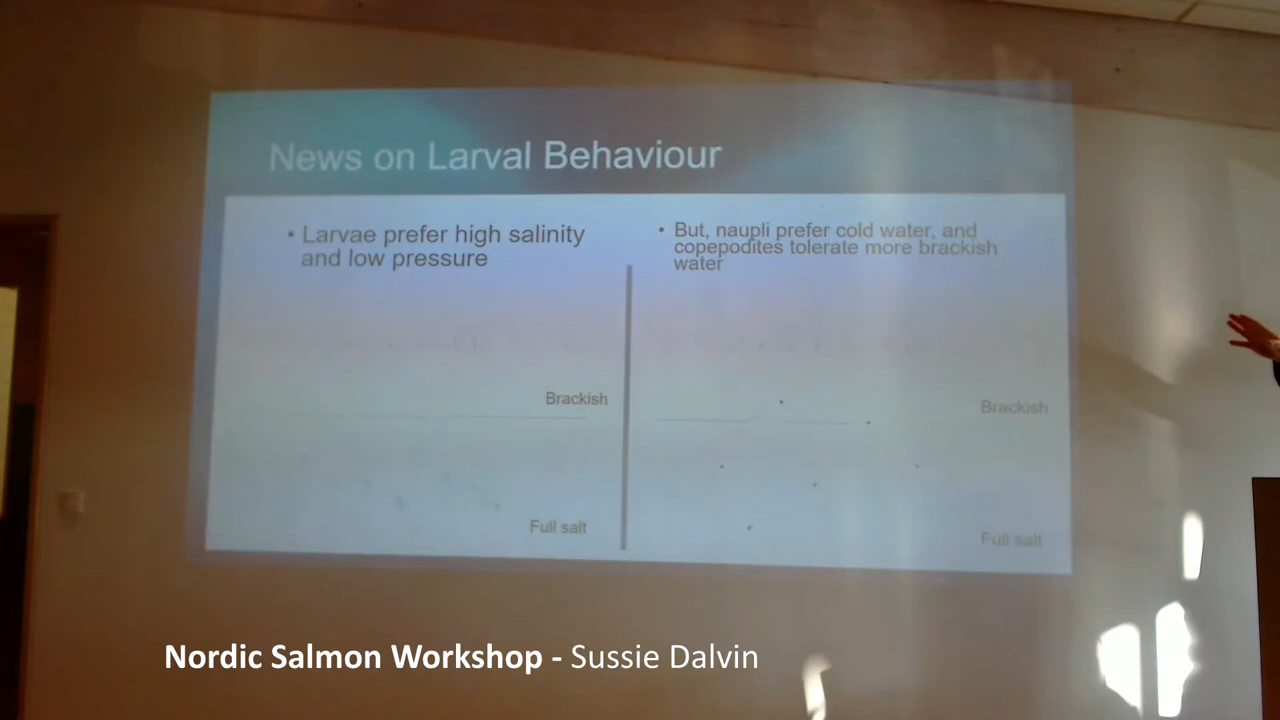 News on Larval Behaviour
• Larvae prefer high salinity
and low pressure
• But, naupli prefer cold water, and
copepodites tolerate more brackish
water
Brackish
Full salt
Brackish
Full salt
Nordic Salmon Workshop - Sussie Dalvin